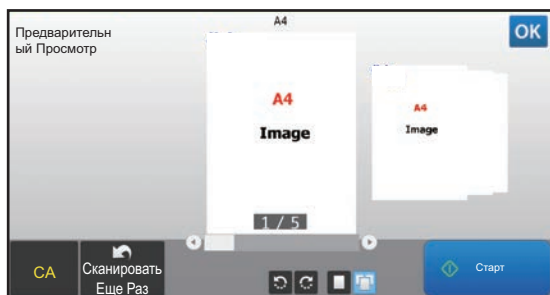 A4
Предварительн
ый Просмотр
OK
A4
Image
A4
Image
1 / 5
CA
Сканировать
Еще Раз
Старт